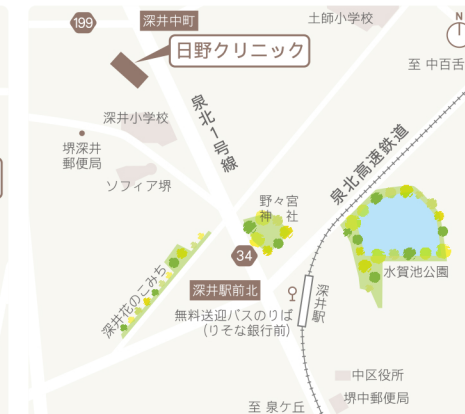 199
深井中町
土師小学校
N
日野クリニック
至 中百舌
泉北1号線
深井小学校
堺深井
郵便局
ソフィア堺
泉北高速鉄道
野々宮
神社
34
水賀池公園
深井花のこみち
深井駅前北
深井駅
無料送迎バスのりば
(りそな銀行前)
中区役所
堺中郵便局
至 泉ケ丘